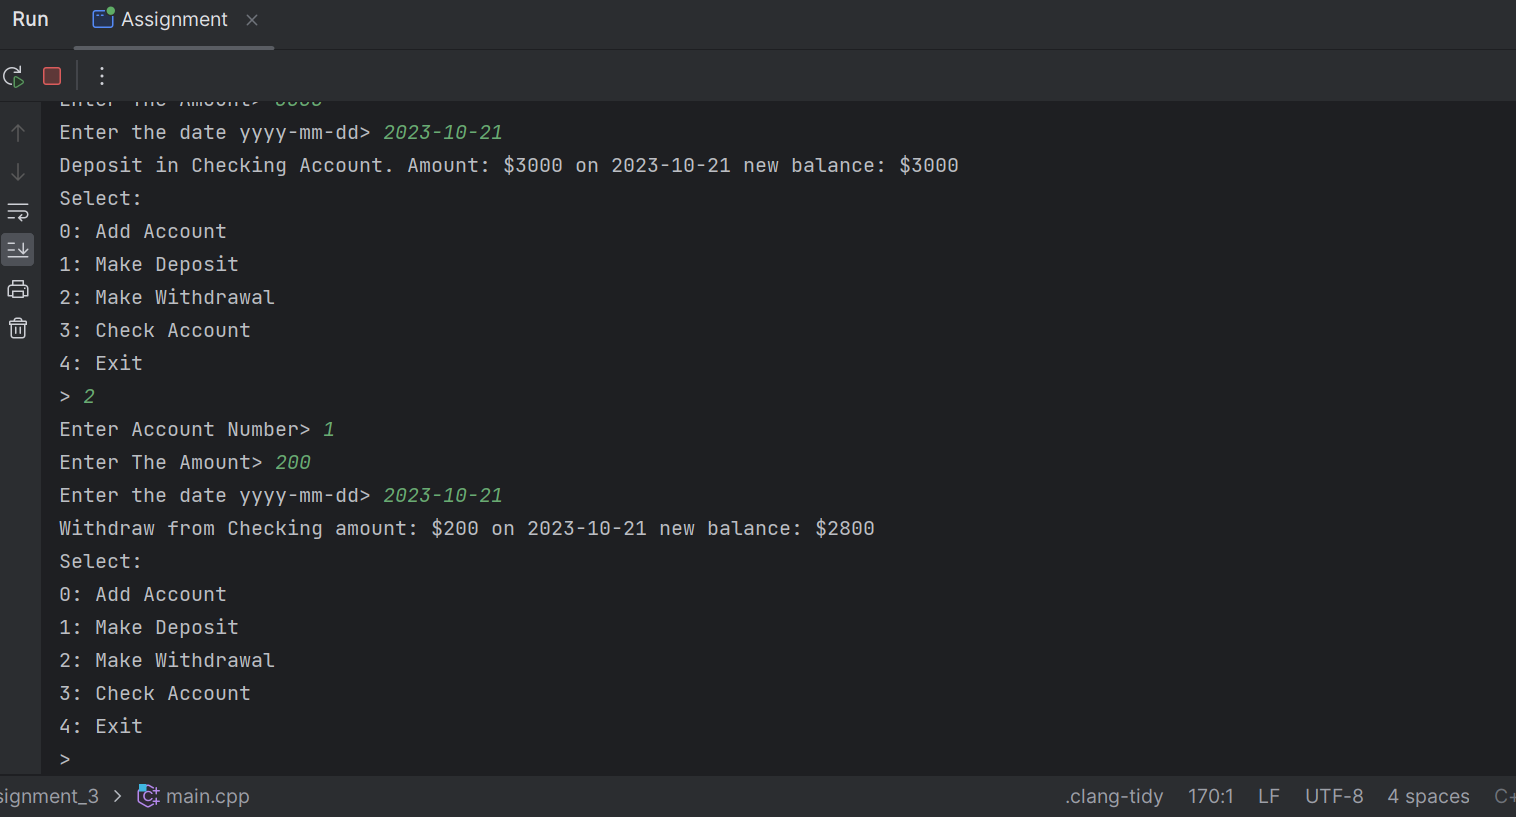 Run Assignment
Enter The Amount> 3000
Enter the date yyyy-mm-dd> 2023-10-21
Deposit in Checking Account. Amount: $3000 on 2023-10-21 new balance: $3000
Select:
0: Add Account
1: Make Deposit
2: Make Withdrawal
3: Check Account
4: Exit
> 2
Enter Account Number> 1
Enter The Amount> 200
Enter the date yyyy-mm-dd> 2023-10-21
Withdraw from Checking amount: $200 on 2023-10-21 new balance: $2800
Select:
0: Add Account
1: Make Deposit
2: Make Withdrawal
3: Check Account
4: Exit
>
signment_3 > main.cpp .clang-tidy 170:1 LF UTF-8 4 spaces C+